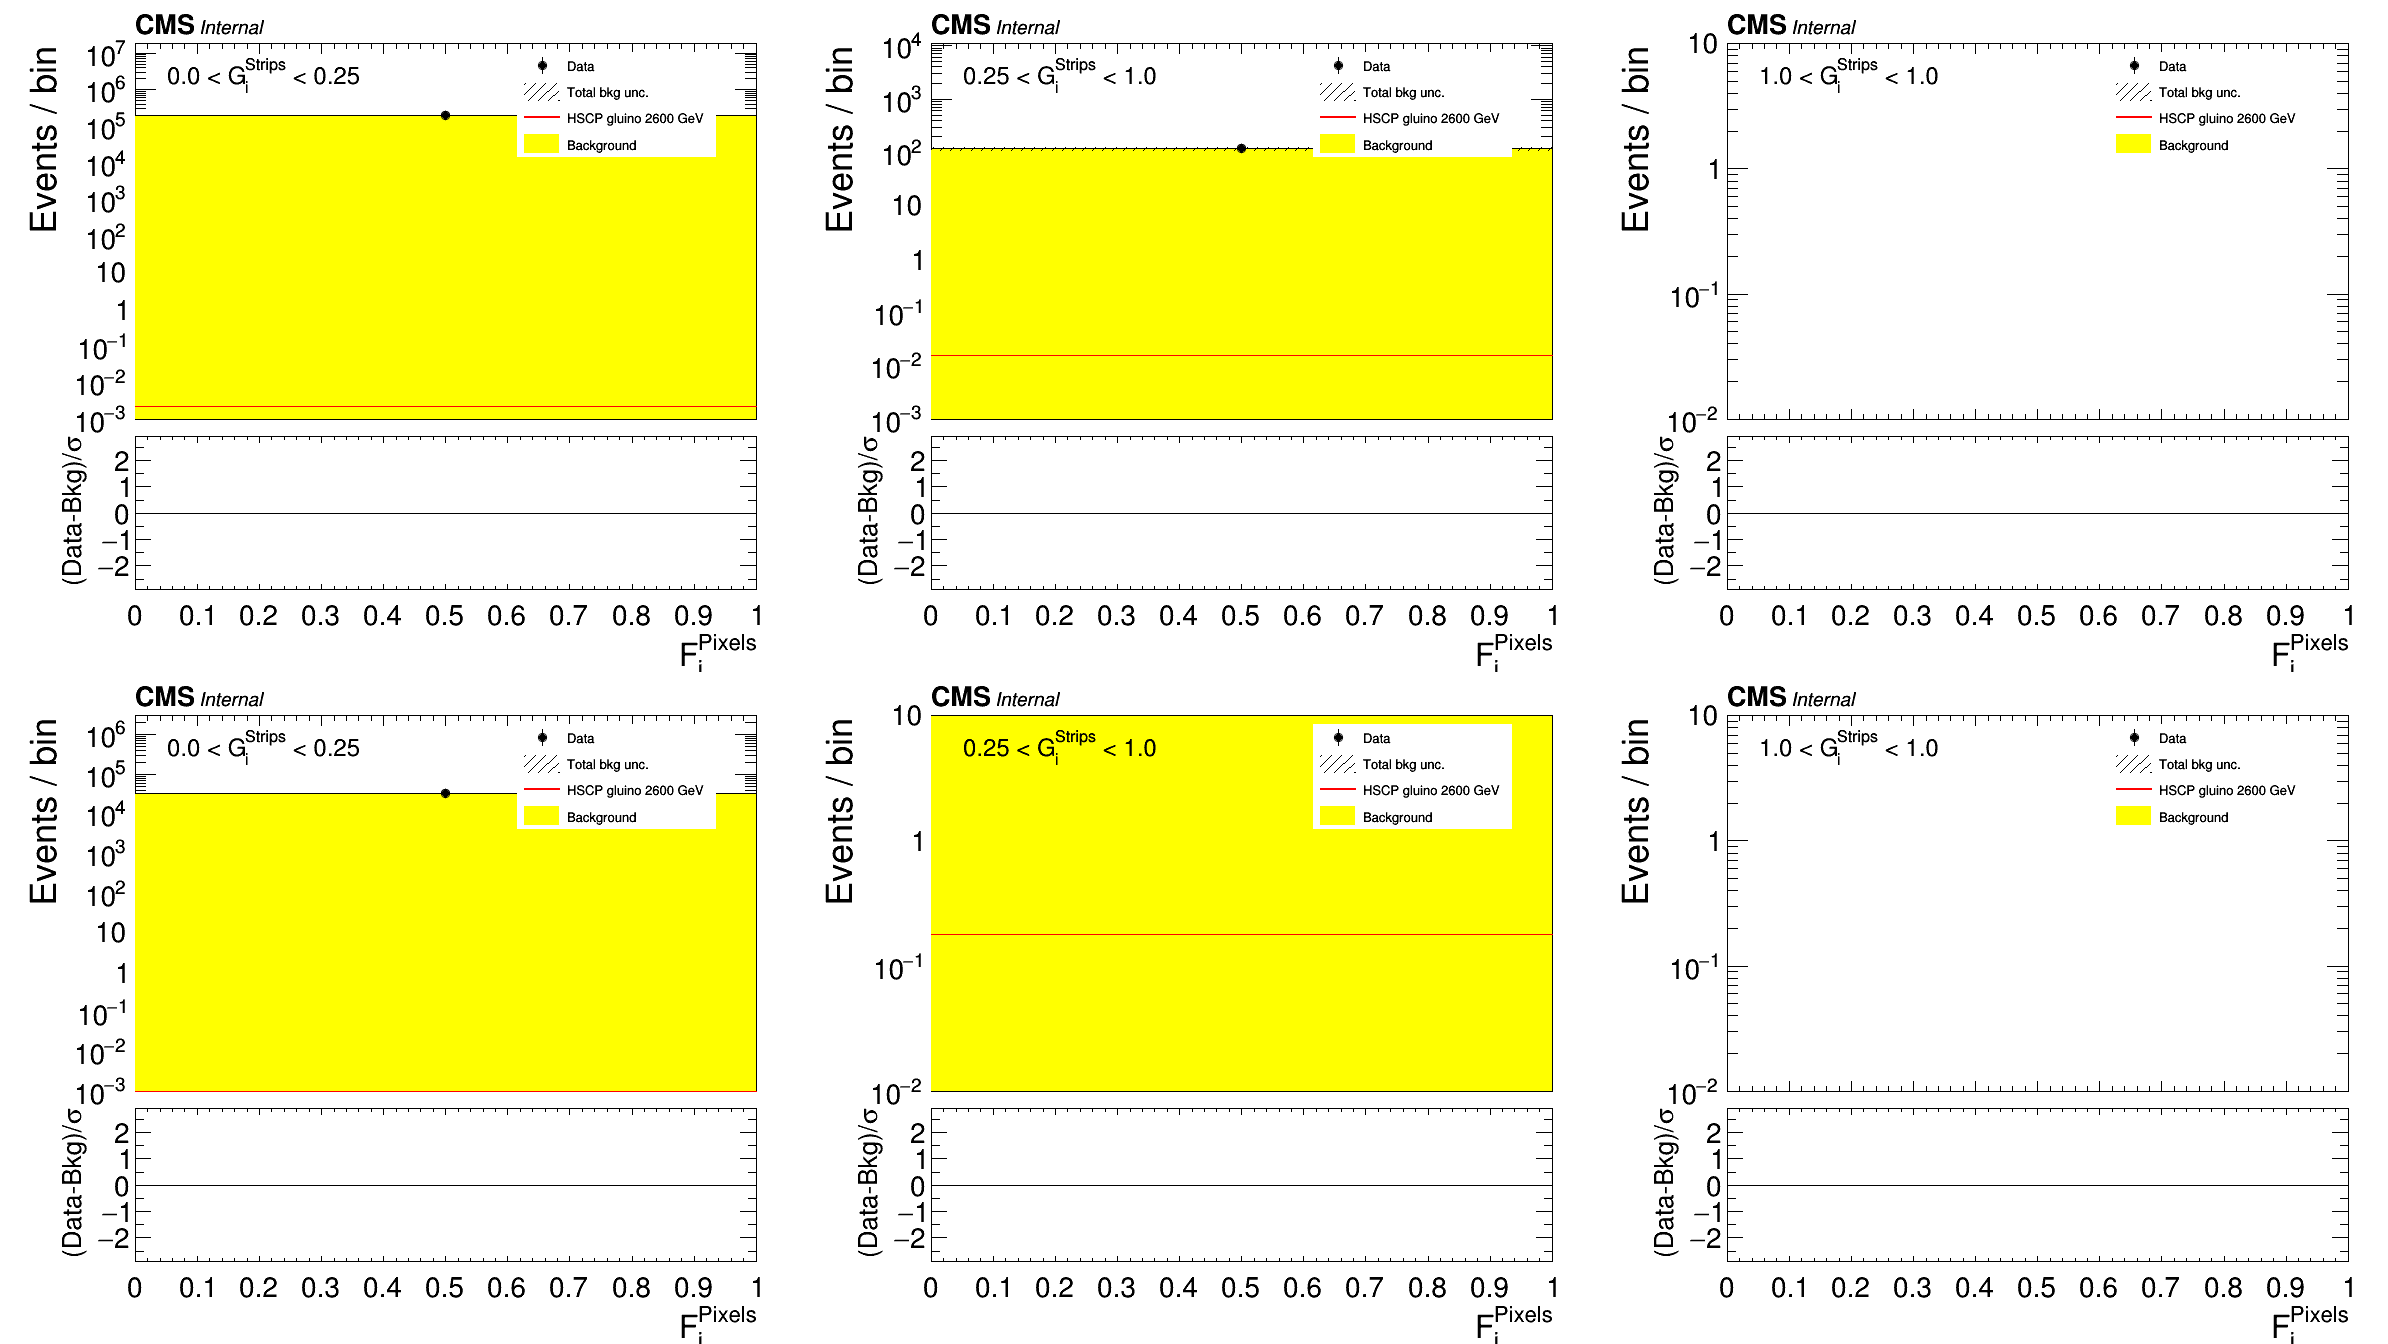 CMS Internal
Events / bin
10^7
10^6
10^5
10^4
10^3
10^2
10
1
10^−1
10^−2
10^−3
0.0 < G_i^Strips < 0.25
Data
Total bkg unc.
HSCP gluino 2600 GeV
Background
(Data-Bkg)/σ
2
1
0
−1
−2
0 0.1 0.2 0.3 0.4 0.5 0.6 0.7 0.8 0.9 1
F_i^Pixels
CMS Internal
Events / bin
10^4
10^3
10^2
10
1
10^−1
10^−2
10^−3
0.25 < G_i^Strips < 1.0
Data
Total bkg unc.
HSCP gluino 2600 GeV
Background
(Data-Bkg)/σ
2
1
0
−1
−2
0 0.1 0.2 0.3 0.4 0.5 0.6 0.7 0.8 0.9 1
F_i^Pixels
CMS Internal
Events / bin
10
1
10^−1
10^−2
1.0 < G_i^Strips < 1.0
Data
Total bkg unc.
HSCP gluino 2600 GeV
Background
(Data-Bkg)/σ
2
1
0
−1
−2
0 0.1 0.2 0.3 0.4 0.5 0.6 0.7 0.8 0.9 1
F_i^Pixels
CMS Internal
Events / bin
10^6
10^5
10^4
10^3
10^2
10
1
10^−1
10^−2
10^−3
0.0 < G_i^Strips < 0.25
Data
Total bkg unc.
HSCP gluino 2600 GeV
Background
(Data-Bkg)/σ
2
1
0
−1
−2
0 0.1 0.2 0.3 0.4 0.5 0.6 0.7 0.8 0.9 1
F_i^Pixels
CMS Internal
Events / bin
10
1
10^−1
10^−2
0.25 < G_i^Strips < 1.0
Data
Total bkg unc.
HSCP gluino 2600 GeV
Background
(Data-Bkg)/σ
2
1
0
−1
−2
0 0.1 0.2 0.3 0.4 0.5 0.6 0.7 0.8 0.9 1
F_i^Pixels
CMS Internal
Events / bin
10
1
10^−1
10^−2
1.0 < G_i^Strips < 1.0
Data
Total bkg unc.
HSCP gluino 2600 GeV
Background
(Data-Bkg)/σ
2
1
0
−1
−2
0 0.1 0.2 0.3 0.4 0.5 0.6 0.7 0.8 0.9 1
F_i^Pixels